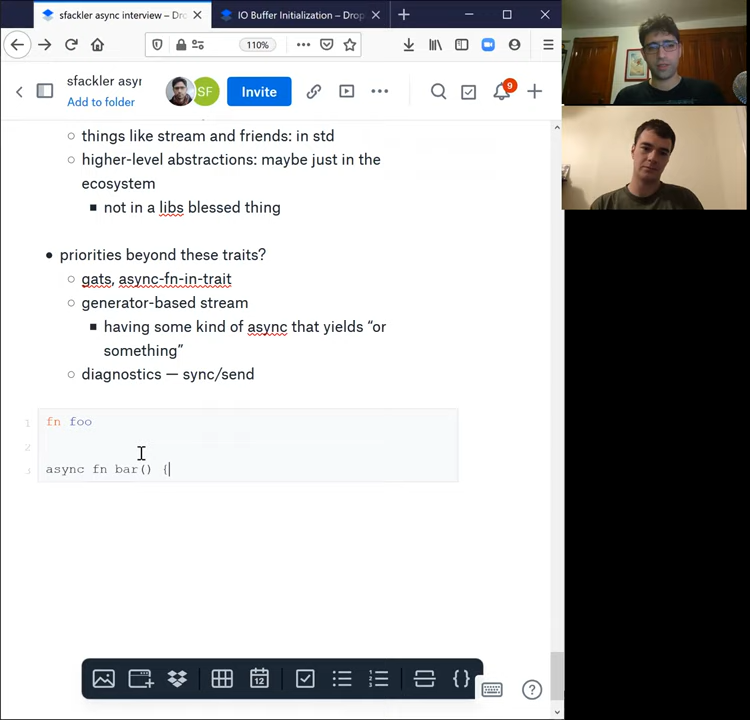 sfackler async interview – Dro
IO Buffer Initialization – Drop
110%
sfackler asyn
Add to folder
SF
Invite
9
things like stream and friends: in std
higher-level abstractions: maybe just in the
ecosystem
not in a libs blessed thing
priorities beyond these traits?
gats, async-fn-in-trait
generator-based stream
having some kind of async that yields “or
something”
diagnostics — sync/send
1 fn foo
2
3 async fn bar() {